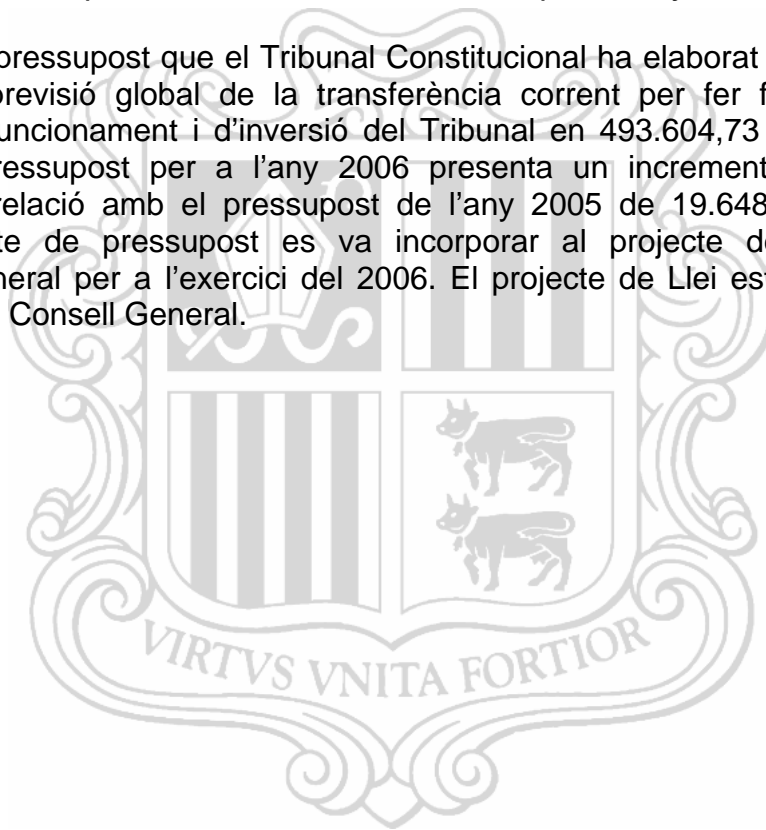 pressupost que el Tribunal Constitucional ha elaborat
previsió global de la transferència corrent per fer f
uncionament i d'inversió del Tribunal en 493.604,73
ressupost per a l'any 2006 presenta un increment
relació amb el pressupost de l'any 2005 de 19.648
te de pressupost es va incorporar al projecte de
neral per a l'exercici del 2006. El projecte de Llei est
Consell General.
VIRTVS VNITA FORTIOR